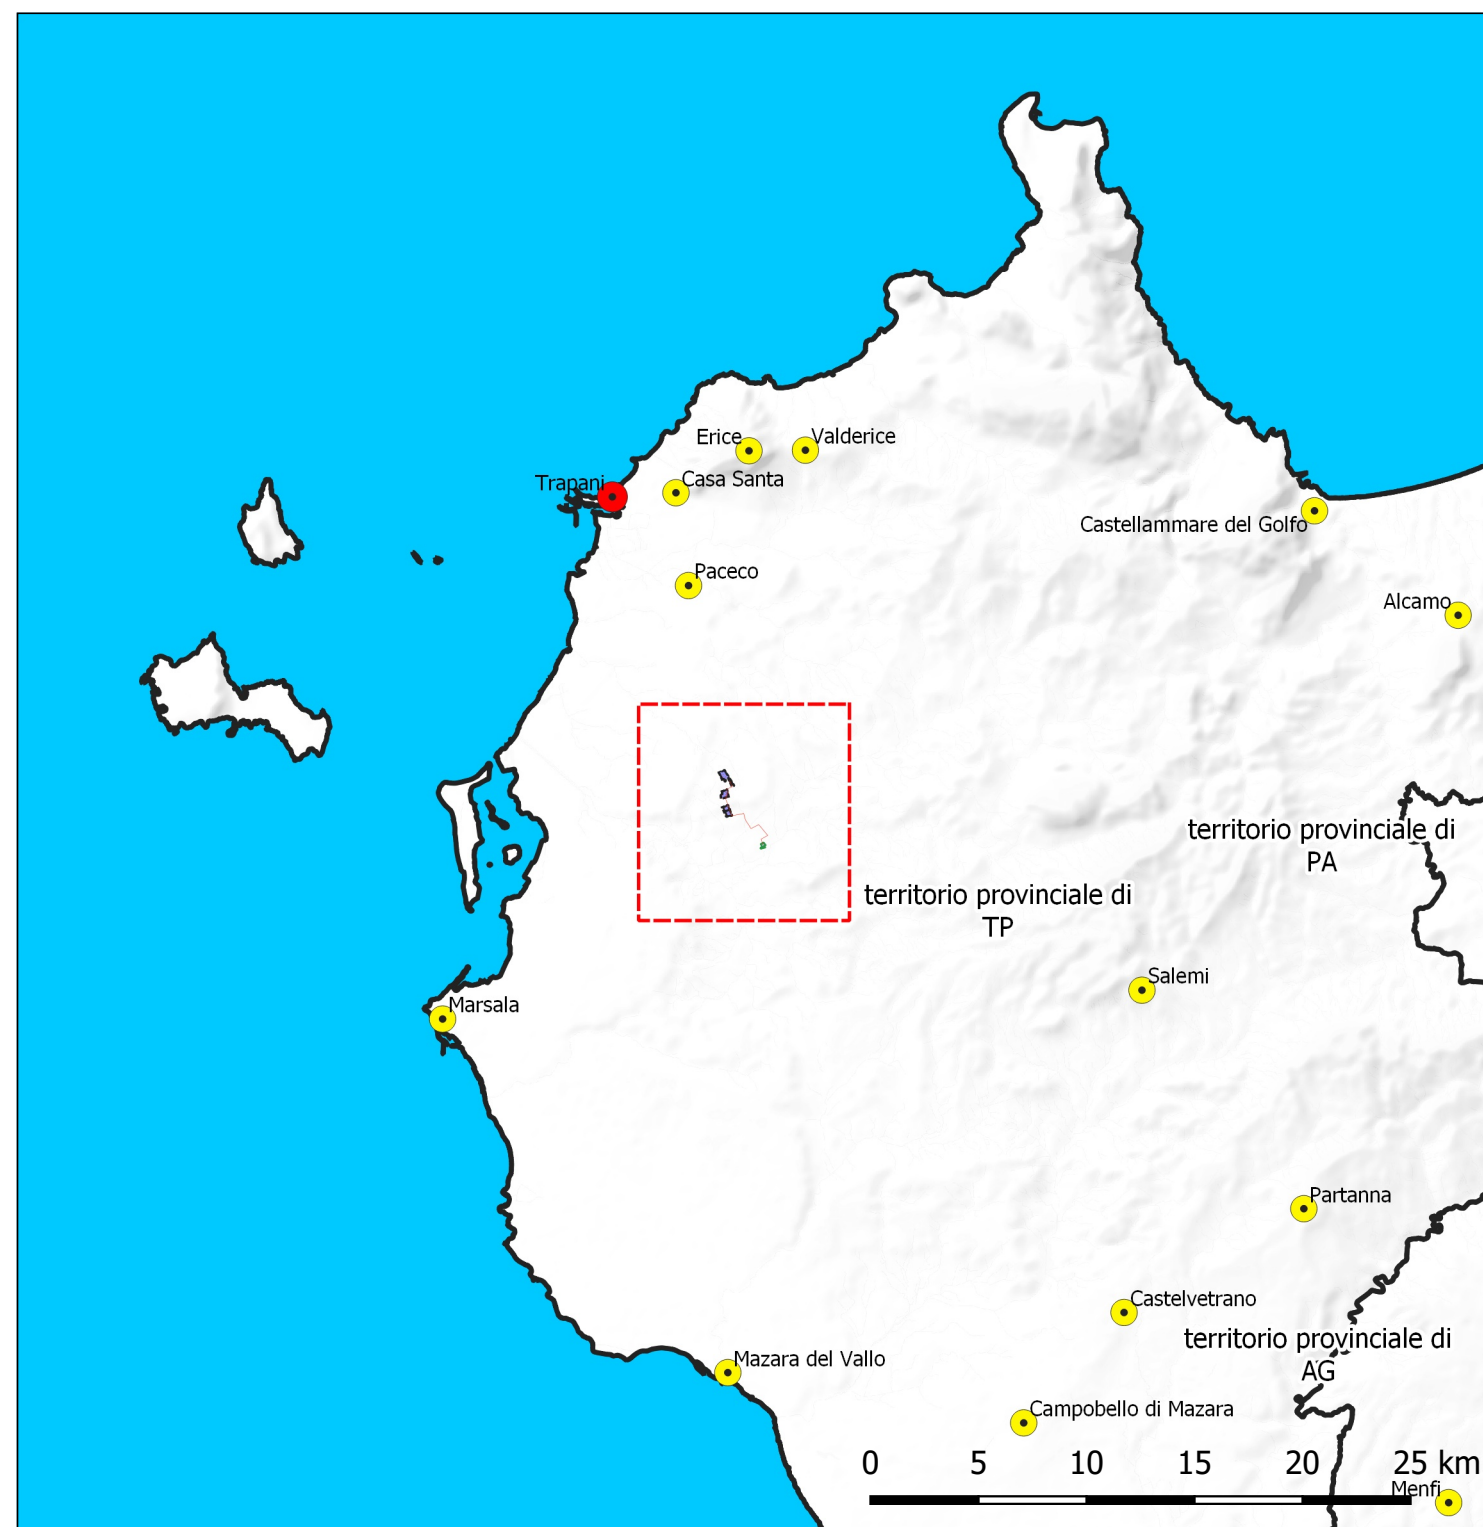 Erice
Valderice
Trapani
Casa Santa
Castellammare del Golfo
Paceco
Alcamo
territorio provinciale di
PA
territorio provinciale di
TP
Salemi
Marsala
Partanna
Castelvetrano
territorio provinciale di
AG
Mazara del Vallo
Campobello di Mazara
0 5 10 15 20 25 km
Menfi